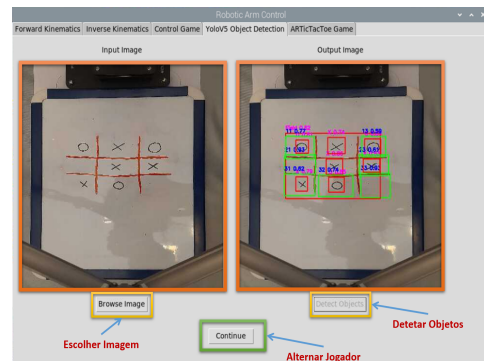 Robotic Arm Control
Forward Kinematics Inverse Kinematics Control Game YoloV5 Object Detection ARTicTacToe Game
Input Image Output Image
Browse Image Detect Objects
Escolher Imagem
Detetar Objetos
Continue
Alternar Jogador